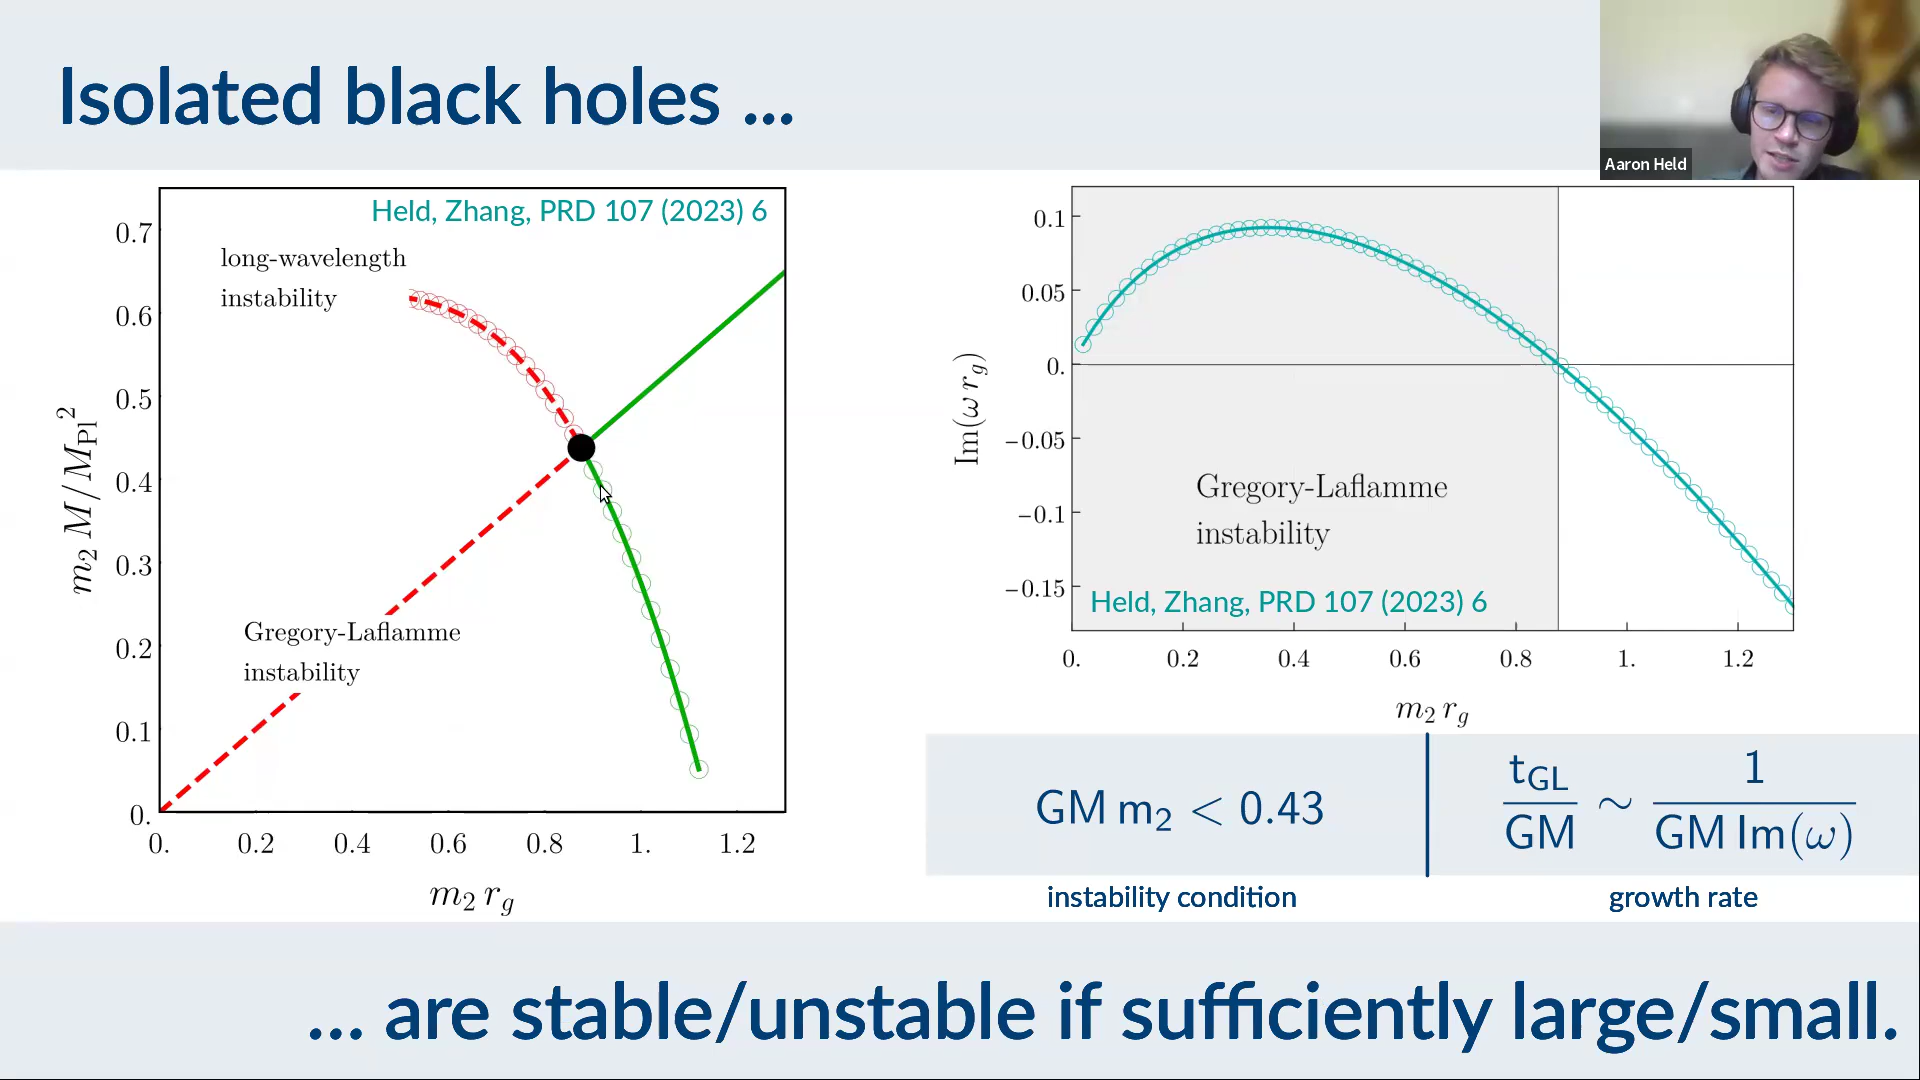 Isolated black holes ...
Aaron Held
Held, Zhang, PRD 107 (2023) 6
long-wavelength
instability
Gregory-Laflamme
instability
0.7
0.6
0.5
0.4
0.3
0.2
0.1
0.
0. 0.2 0.4 0.6 0.8 1. 1.2
m₂ M/M_Pl²
m₂ r_g
0.1
0.05
0.
−0.05
−0.1
−0.15
Im(ω r_g)
Gregory-Laflamme
instability
Held, Zhang, PRD 107 (2023) 6
0. 0.2 0.4 0.6 0.8 1. 1.2
m₂ r_g
GM m₂ < 0.43
t_GL/GM ~ 1/(GM Im(ω))
instability condition
growth rate
... are stable/unstable if sufficiently large/small.